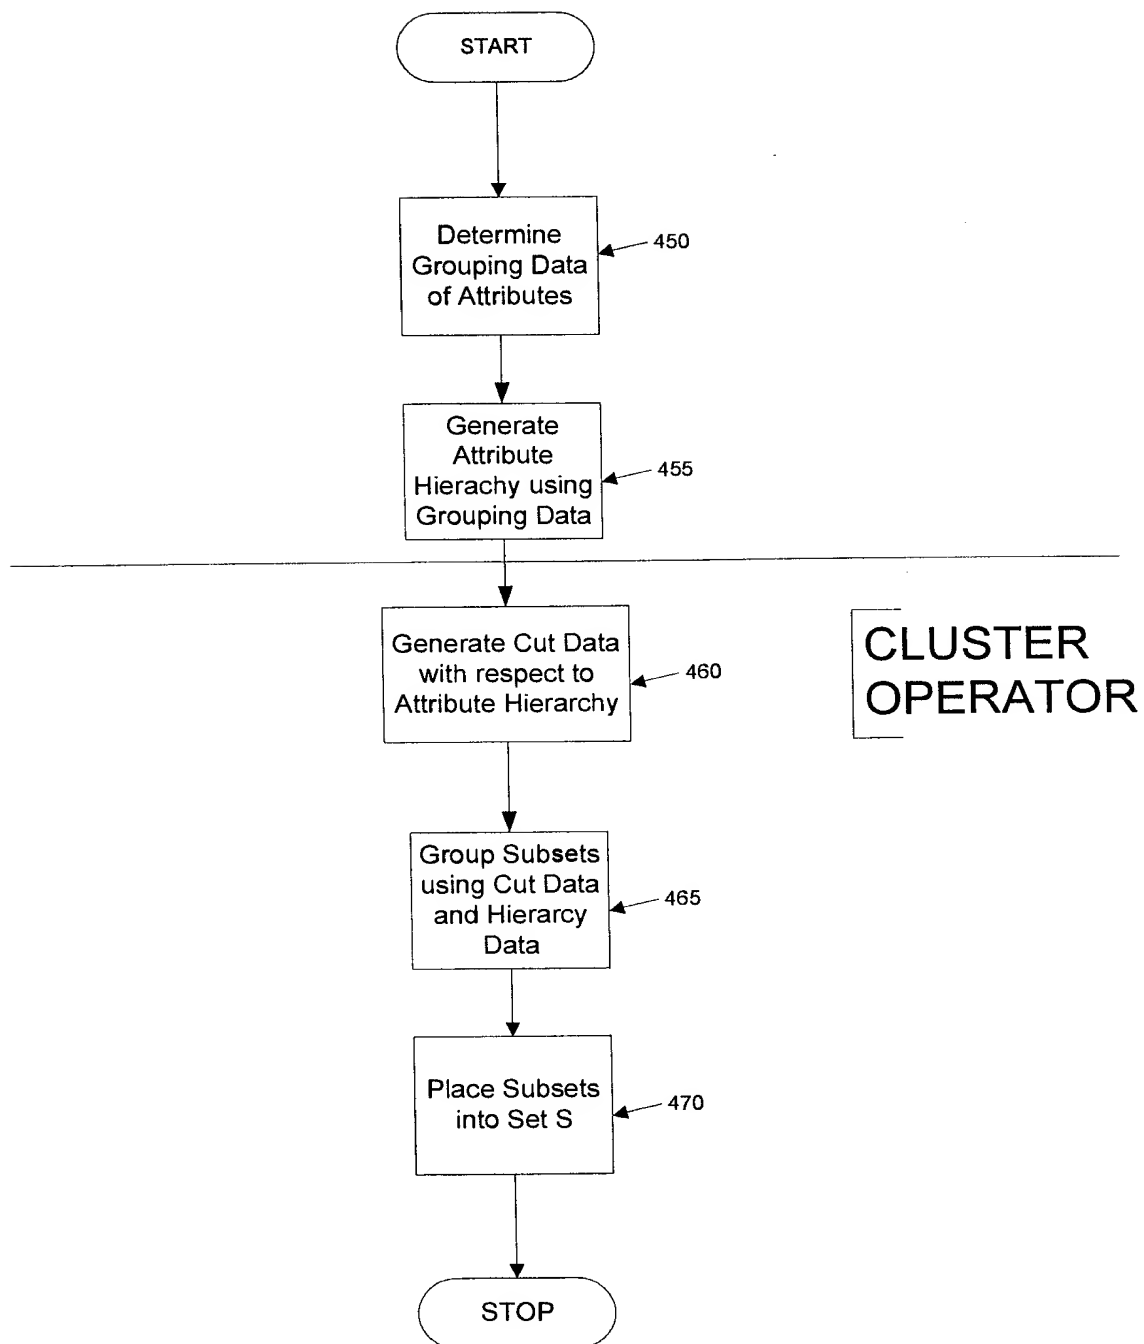 START
Determine
Grouping Data
of Attributes
450
Generate
Attribute
Hierachy using
Grouping Data
455
Generate Cut Data
with respect to
Attribute Hierarchy
460
CLUSTER
OPERATOR
Group Subsets
using Cut Data
and Hierarcy
Data
465
Place Subsets
into Set S
470
STOP